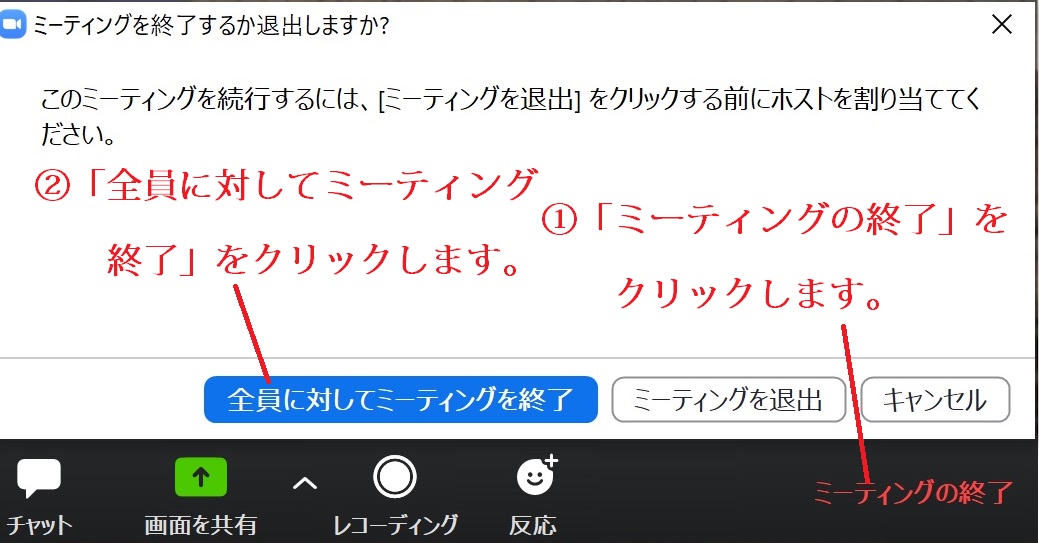 ミーティングを終了するか退出しますか?
このミーティングを続行するには、[ミーティングを退出] をクリックする前にホストを割り当ててく
ださい。
②「全員に対してミーティング
終了」をクリックします。
①「ミーティングの終了」を
クリックします。
全員に対してミーティングを終了
ミーティングを退出
キャンセル
チャット
画面を共有
レコーディング
反応
ミーティングの終了